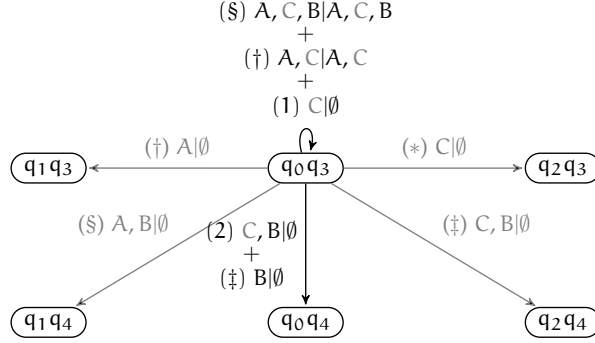 (§) A, C, B|A, C, B
+
(†) A, C|A, C
+
(1) C|∅
(†) A|∅
(∗) C|∅
q₁q₃
q₀q₃
q₂q₃
(§) A, B|∅
(2) C, B|∅
+
(‡) B|∅
(‡) C, B|∅
q₁q₄
q₀q₄
q₂q₄